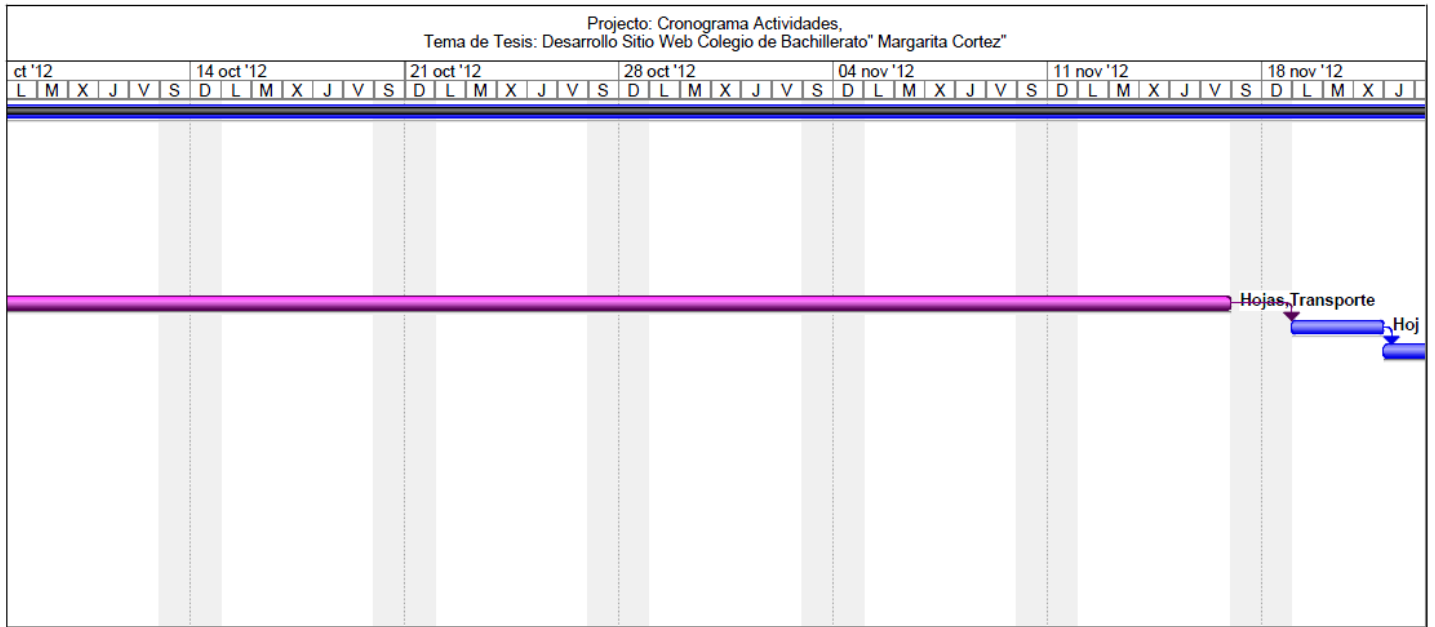 Projecto: Cronograma Actividades,
Tema de Tesis: Desarrollo Sitio Web Colegio de Bachillerato" Margarita Cortez"
ct '12 14 oct '12 21 oct '12 28 oct '12 04 nov '12 11 nov '12 18 nov '12
L M X J V S D L M X J V S D L M X J V S D L M X J V S D L M X J V S D L M X J V S D L M X J
Hojas,Transporte
Hoj